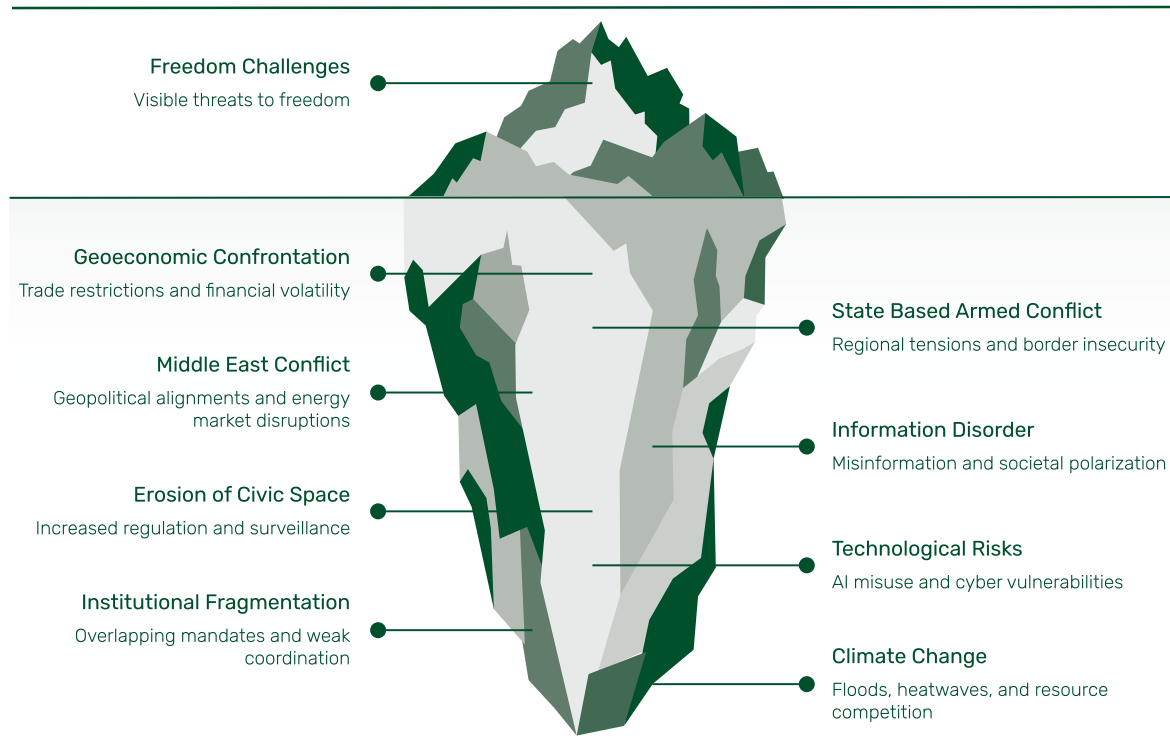 Freedom Challenges
Visible threats to freedom
Geoeconomic Confrontation
Trade restrictions and financial volatility
State Based Armed Conflict
Regional tensions and border insecurity
Middle East Conflict
Geopolitical alignments and energy
market disruptions
Information Disorder
Misinformation and societal polarization
Erosion of Civic Space
Increased regulation and surveillance
Technological Risks
AI misuse and cyber vulnerabilities
Institutional Fragmentation
Overlapping mandates and weak
coordination
Climate Change
Floods, heatwaves, and resource
competition